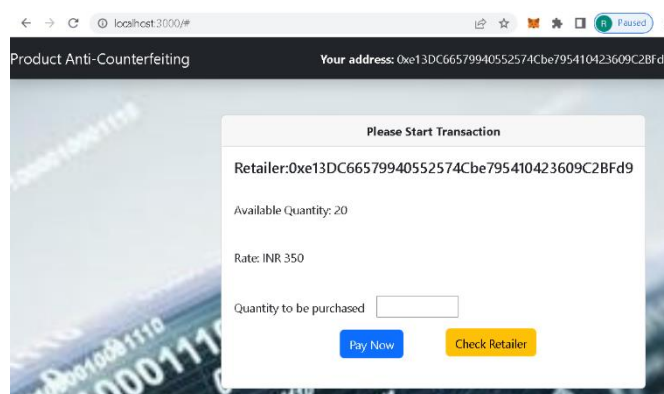 localhost:3000/#
R Paused
Product Anti-Counterfeiting
Your address: 0xe13DC66579940552574Cbe795410423609C2BFd
Please Start Transaction
Retailer:0xe13DC66579940552574Cbe795410423609C2BFd9
Available Quantity: 20
Rate: INR 350
Quantity to be purchased
Pay Now Check Retailer